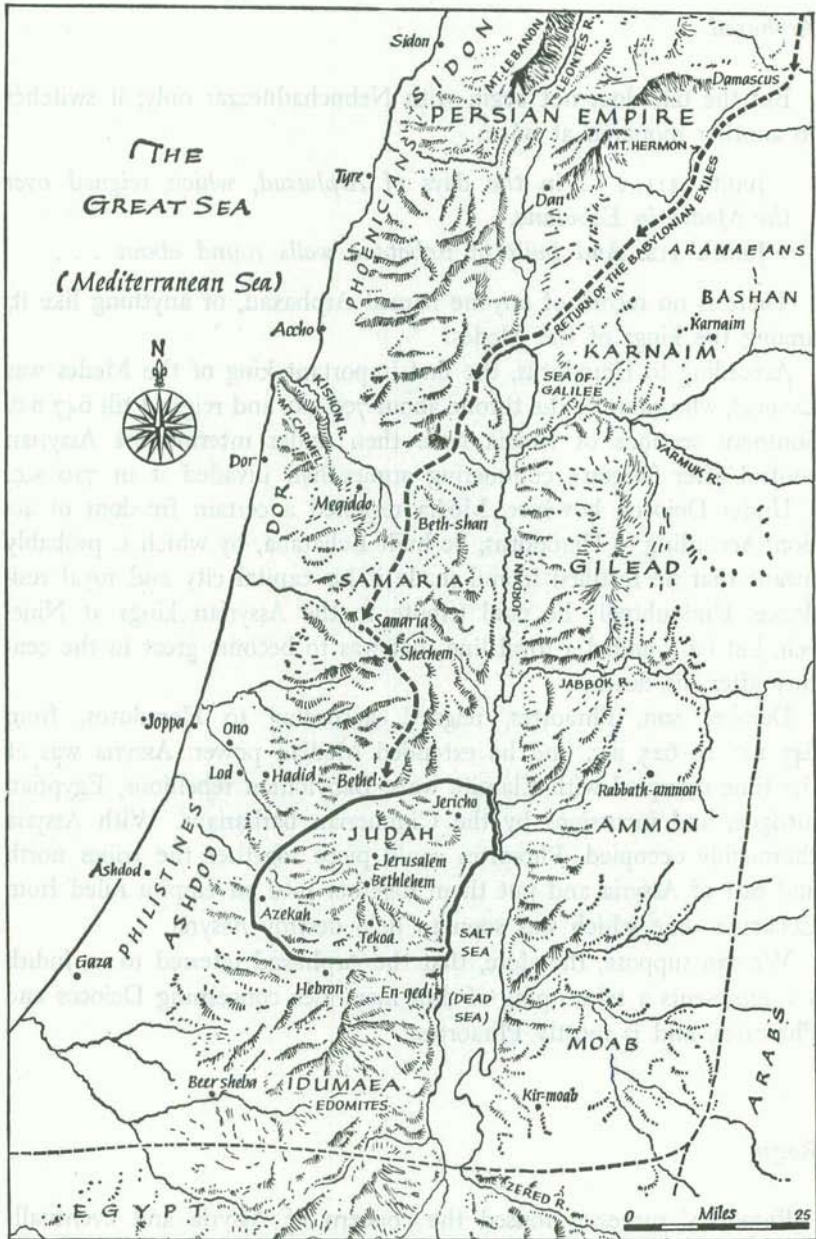 Sidon
PHOENICIANS
SIDON
MT. LEBANON
LEONTES R.
Damascus
PERSIAN EMPIRE
MT. HERMON
THE
GREAT SEA
Tyre
Dan
RETURN OF THE BABYLONIAN EXILES
ARAMAEANS
(Mediterranean Sea)
BASHAN
Accho
Karnaim
KARNAIM
N
SEA OF
GALILEE
KISHON R.
MT. CARMEL
YARMUK R.
Dor
DOR
Megiddo
Beth-shan
GILEAD
SAMARIA
JORDAN R.
Samaria
Shechem
JABBOK R.
Joppa
Ono
Lod
Hadid
Bethel
Rabbath-ammon
Jericho
JUDAH
AMMON
Jerusalem
Bethlehem
Ashdod
PHILISTINES
ASHDOD
Azekah
Tekoa
SALT
SEA
Gaza
Hebron
En-gedi
(DEAD
SEA)
MOAB
ARABS
Beersheba
IDUMAEA
EDOMITES
Kir-moab
EGYPT
ZERED R.
0 Miles 25